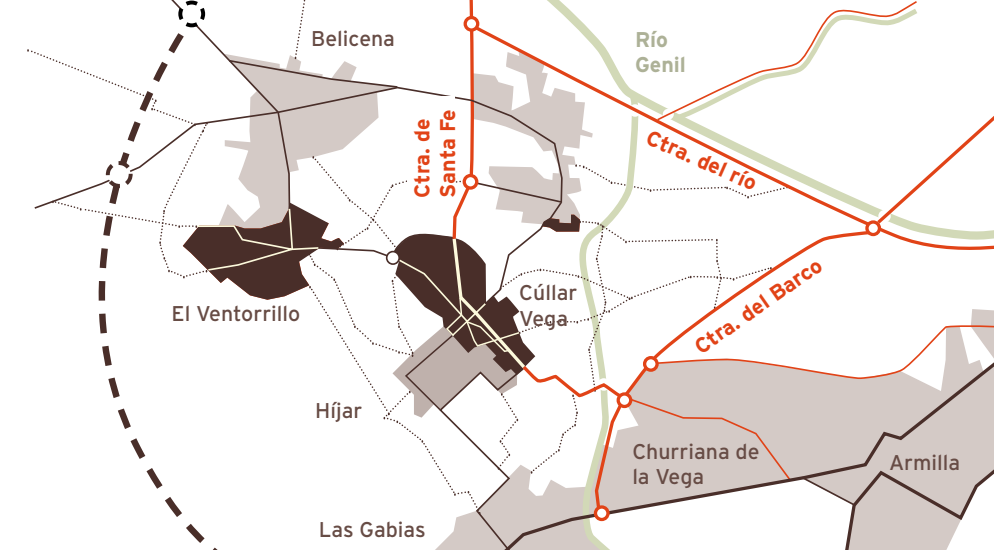 Belicena
Río
Genil
Ctra. de
Santa Fe
Ctra. del río
Cúllar
Vega
El Ventorrillo
Ctra. del Barco
Híjar
Churriana de
la Vega
Armilla
Las Gabias